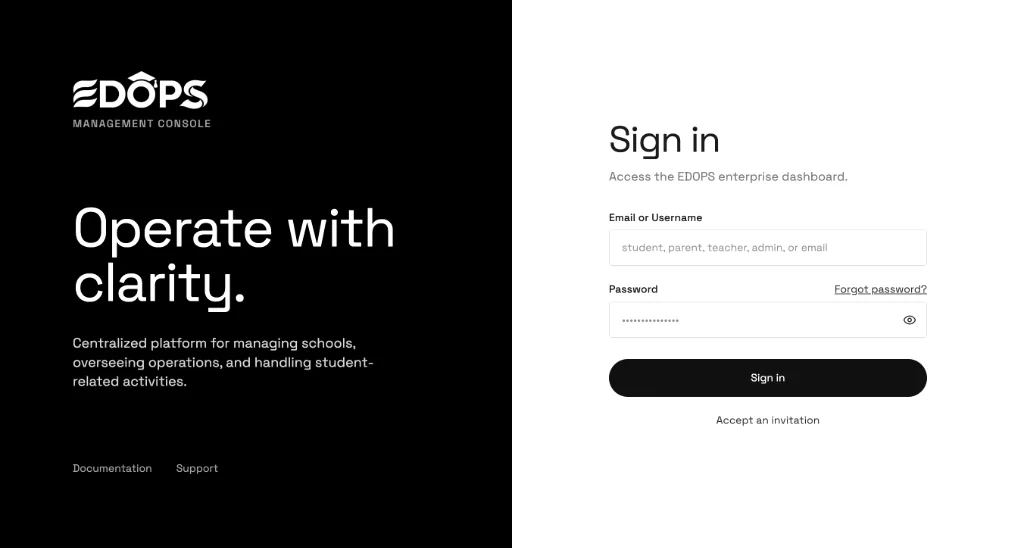 EDOPS
MANAGEMENT CONSOLE
Operate with
clarity.
Centralized platform for managing schools,
overseeing operations, and handling student-
related activities.
Documentation Support
Sign in
Access the EDOPS enterprise dashboard.
Email or Username
student, parent, teacher, admin, or email
Password Forgot password?
•••••••••••••••
Sign in
Accept an invitation